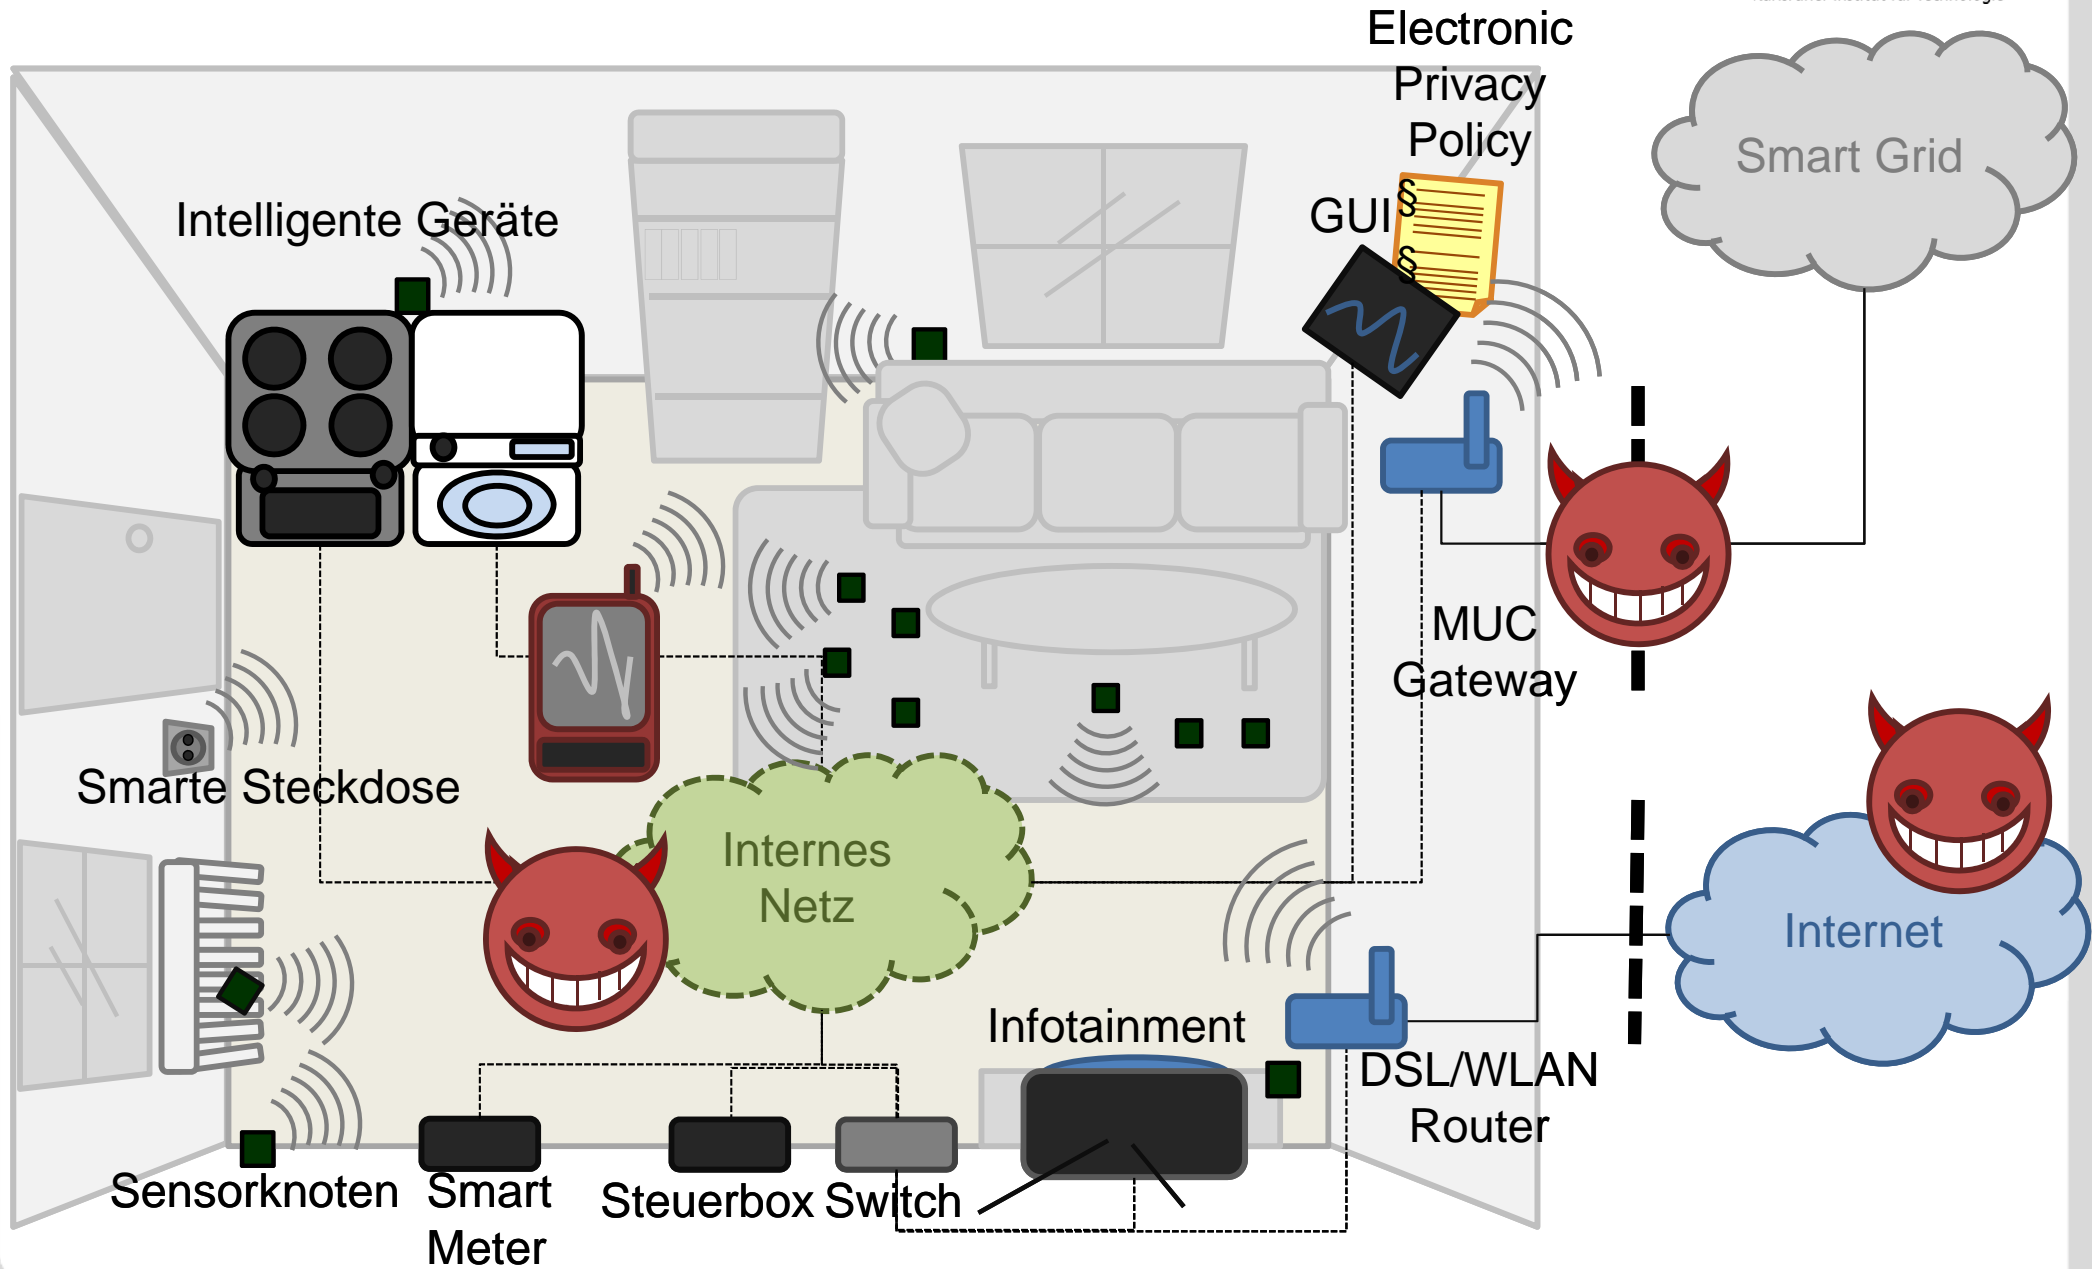 Electronic
Privacy
Policy
Smart Grid
Intelligente Geräte
GUI
§
§
MUC
Gateway
Smarte Steckdose
Internes
Netz
Internet
Infotainment
DSL/WLAN
Router
Sensorknoten
Smart
Meter
Steuerbox
Switch